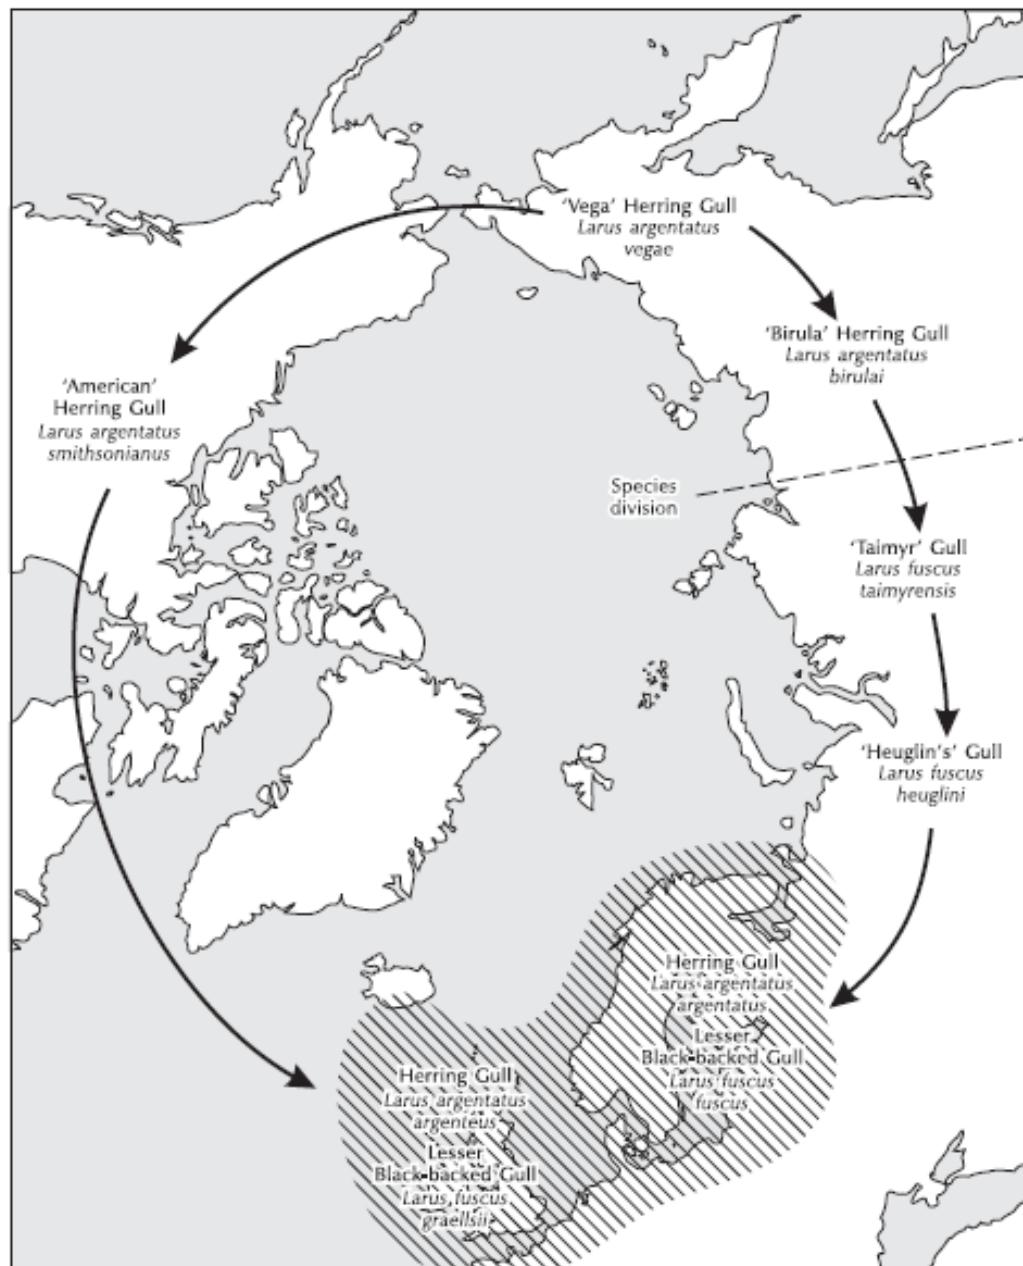 'Vega' Herring Gull
Larus argentatus
vegae
'Birula' Herring Gull
Larus argentatus
birulai
'American'
Herring Gull
Larus argentatus
smithsonianus
Species
division
'Taimyr' Gull
Larus fuscus
taimyrensis
'Heuglin's' Gull
Larus fuscus
heuglini
Herring Gull
Larus argentatus
argentatus
Lesser
Black-backed Gull
Larus fuscus
fuscus
Herring Gull
Larus argentatus
argenteus
Lesser
Black-backed Gull
Larus fuscus
graellsii